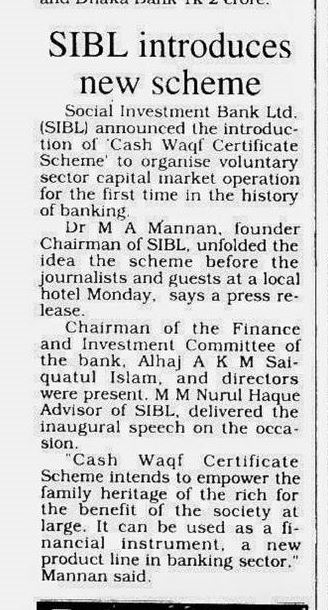 and Dhaka Bank Tk 2 crore.
SIBL introduces
new scheme
Social Investment Bank Ltd.
(SIBL) announced the introduc-
tion of 'Cash Waqf Certificate
Scheme' to organise voluntary
sector capital market operation
for the first time in the history
of banking.
Dr M A Mannan, founder
Chairman of SIBL, unfolded the
idea the scheme before the
journalists and guests at a local
hotel Monday, says a press re-
lease.
Chairman of the Finance
and Investment Committee of
the bank, Alhaj A K M Sai-
quatul Islam, and directors
were present. M M Nurul Haque
Advisor of SIBL, delivered the
inaugural speech on the occa-
sion.
"Cash Waqf Certificate
Scheme intends to empower the
family heritage of the rich for
the benefit of the society at
large. It can be used as a fi-
nancial instrument, a new
product line in banking sector,"
Mannan said.